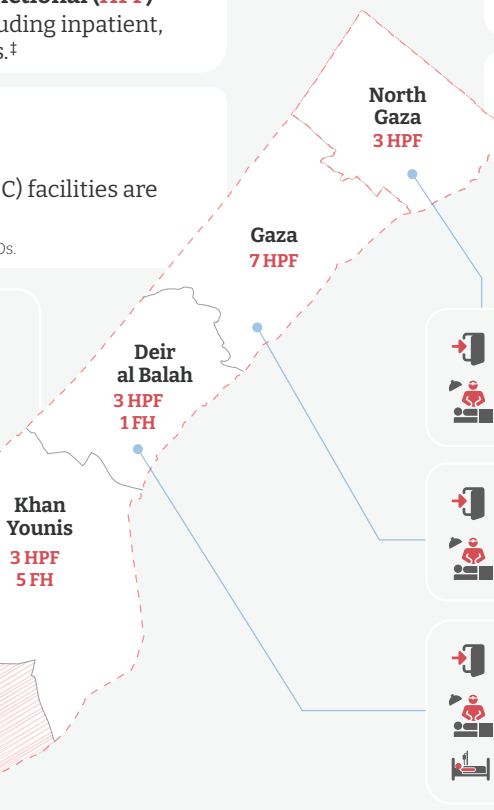 uding inpatient,
s.‡
C) facilities are
Os.
North
Gaza
3 HPF
Gaza
7 HPF
Deir
al Balah
3 HPF
1 FH
Khan
Younis
3 HPF
5 FH